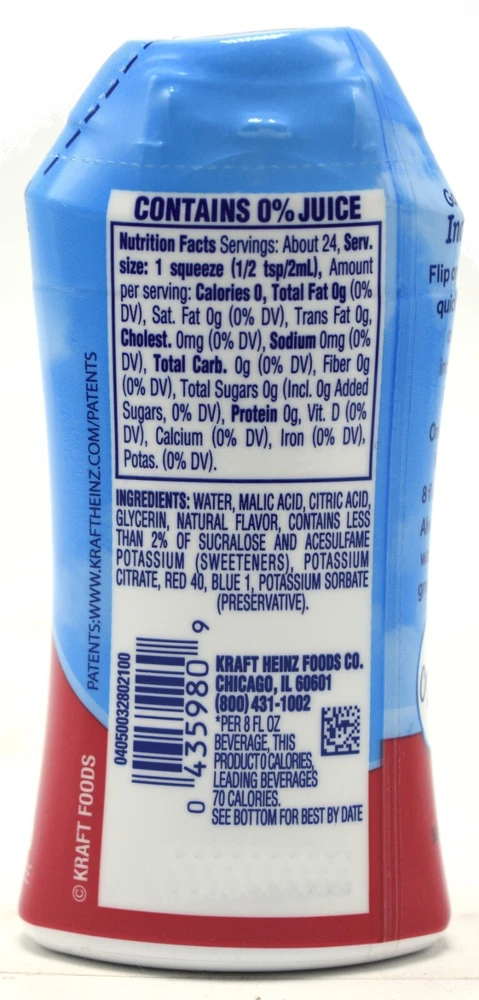 CONTAINS 0% JUICE
Nutrition Facts Servings: About 24, Serv.
size: 1 squeeze (1/2 tsp/2mL), Amount
per serving: Calories 0, Total Fat 0g (0%
DV), Sat. Fat 0g (0% DV), Trans Fat 0g,
Cholest. 0mg (0% DV), Sodium 0mg (0%
DV), Total Carb. 0g (0% DV), Fiber 0g
(0% DV), Total Sugars 0g (Incl. 0g Added
Sugars, 0% DV), Protein 0g, Vit. D (0%
DV), Calcium (0% DV), Iron (0% DV),
Potas. (0% DV).
INGREDIENTS: WATER, MALIC ACID, CITRIC ACID,
GLYCERIN, NATURAL FLAVOR, CONTAINS LESS
THAN 2% OF SUCRALOSE AND ACESULFAME
POTASSIUM (SWEETENERS), POTASSIUM
CITRATE, RED 40, BLUE 1, POTASSIUM SORBATE
(PRESERVATIVE).
KRAFT HEINZ FOODS CO.
CHICAGO, IL 60601
(800) 431-1002
*PER 8 FL OZ
BEVERAGE, THIS
PRODUCT 0 CALORIES,
LEADING BEVERAGES
70 CALORIES.
SEE BOTTOM FOR BEST BY DATE
04050032802100
0 435980 9
PATENTS:WWW.KRAFTHEINZ.COM/PATENTS
© KRAFT FOODS
Flip